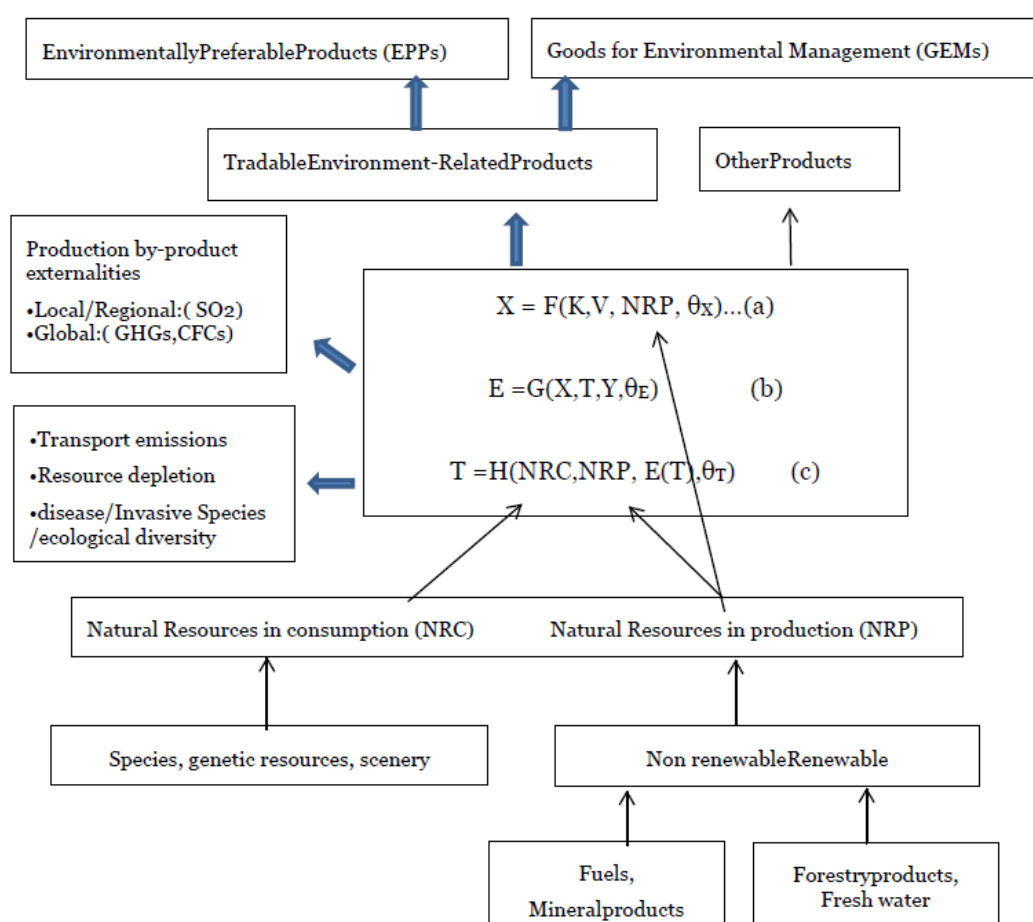 EnvironmentallyPreferableProducts (EPPs)
Goods for Environmental Management (GEMs)
TradableEnvironment-RelatedProducts
OtherProducts
Production by-product
externalities
•Local/Regional:( SO2)
•Global:( GHGs,CFCs)
X = F(K,V, NRP, θX)...(a)
E =G(X,T,Y,θE) (b)
T =H(NRC,NRP, E(T),θT) (c)
•Transport emissions
•Resource depletion
•disease/Invasive Species
/ecological diversity
Natural Resources in consumption (NRC) Natural Resources in production (NRP)
Species, genetic resources, scenery
Non renewableRenewable
Fuels,
Mineralproducts
Forestryproducts,
Fresh water